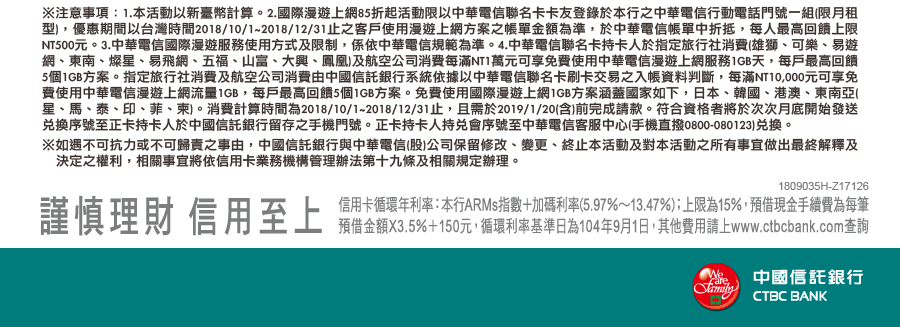 ※注意事項：1.本活動以新臺幣計算。2.國際漫遊上網85折起活動限以中華電信聯名卡卡友登錄於本行之中華電信行動電話門號一組(限月租
型)，優惠期間以台灣時間2018/10/1~2018/12/31止之客戶使用漫遊上網方案之帳單金額為準，於中華電信帳單中折抵，每人最高回饋上限
NT500元。3.中華電信國際漫遊服務使用方式及限制，係依中華電信規範為準。4.中華電信聯名卡持卡人於指定旅行社消費(雄獅、可樂、易遊
網、東南、燦星、易飛網、五福、山富、大興、鳳凰)及航空公司消費每滿NT1萬元可享免費使用中華電信漫遊上網服務1GB天，每戶最高回饋
5個1GB方案。指定旅行社消費及航空公司消費由中國信託銀行系統依據以中華電信聯名卡刷卡交易之入帳資料判斷，每滿NT10,000元可享免
費使用中華電信漫遊上網流量1GB，每戶最高回饋5個1GB方案。免費使用國際漫遊上網1GB方案涵蓋國家如下，日本、韓國、港澳、東南亞(
星、馬、泰、印、菲、柬)。消費計算時間為2018/10/1~2018/12/31止，且需於2019/1/20(含)前完成請款。符合資格者將於次次月底開始發送
兌換序號至正卡持卡人於中國信託銀行留存之手機門號。正卡持卡人持兌會序號至中華電信客服中心(手機直撥0800-080123)兌換。
※如遇不可抗力或不可歸責之事由，中國信託銀行與中華電信(股)公司保留修改、變更、終止本活動及對本活動之所有事宜做出最終解釋及
決定之權利，相關事宜將依信用卡業務機構管理辦法第十九條及相關規定辦理。
1809035H-Z17126
謹慎理財 信用至上
信用卡循環年利率：本行ARMs指數＋加碼利率(5.97%～13.47%)；上限為15%，預借現金手續費為每筆
預借金額X3.5%＋150元，循環利率基準日為104年9月1日，其他費用請上www.ctbcbank.com查詢
We are Family
中國信託銀行
CTBC BANK